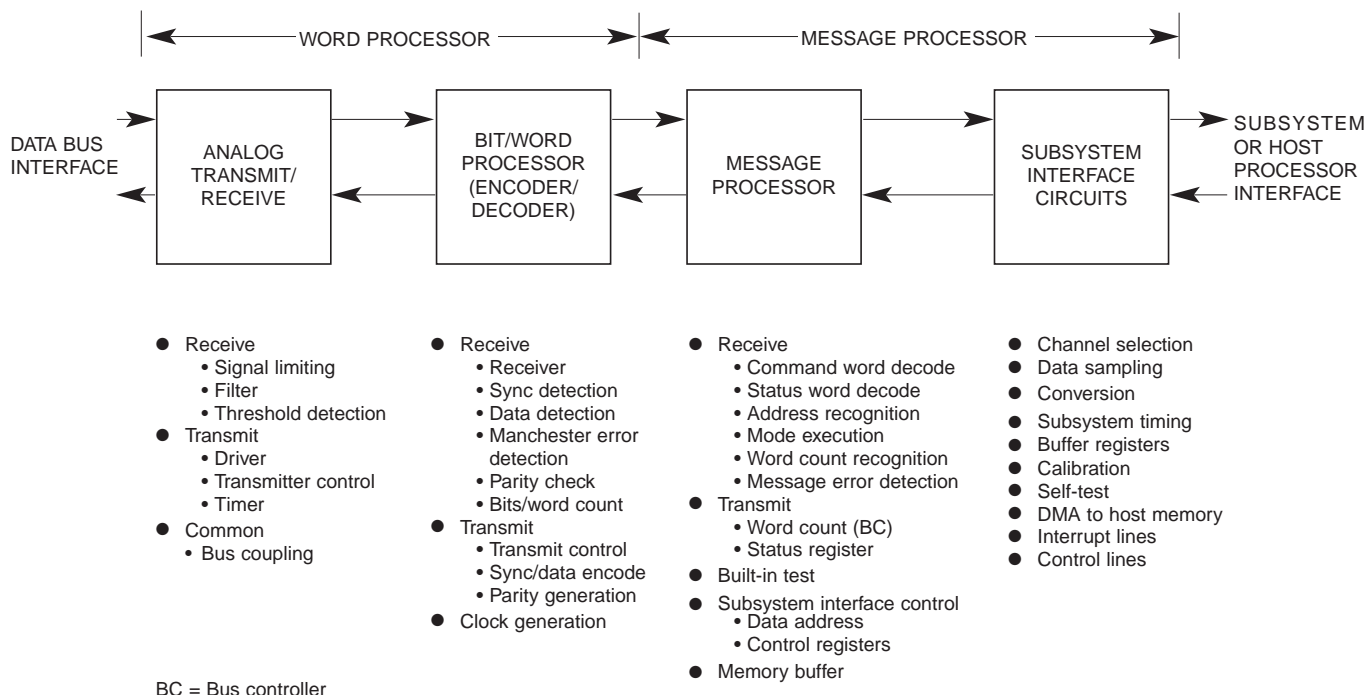 WORD PROCESSOR
MESSAGE PROCESSOR
DATA BUS
INTERFACE
ANALOG
TRANSMIT/
RECEIVE
BIT/WORD
PROCESSOR
(ENCODER/
DECODER)
MESSAGE
PROCESSOR
SUBSYSTEM
INTERFACE
CIRCUITS
SUBSYSTEM
OR HOST
PROCESSOR
INTERFACE
● Receive
• Signal limiting
• Filter
• Threshold detection
● Transmit
• Driver
• Transmitter control
• Timer
● Common
• Bus coupling
● Receive
• Receiver
• Sync detection
• Data detection
• Manchester error
detection
• Parity check
• Bits/word count
● Transmit
• Transmit control
• Sync/data encode
• Parity generation
● Clock generation
● Receive
• Command word decode
• Status word decode
• Address recognition
• Mode execution
• Word count recognition
• Message error detection
● Transmit
• Word count (BC)
• Status register
● Built-in test
● Subsystem interface control
• Data address
• Control registers
● Memory buffer
● Channel selection
● Data sampling
● Conversion
● Subsystem timing
● Buffer registers
● Calibration
● Self-test
● DMA to host memory
● Interrupt lines
● Control lines
BC = Bus controller